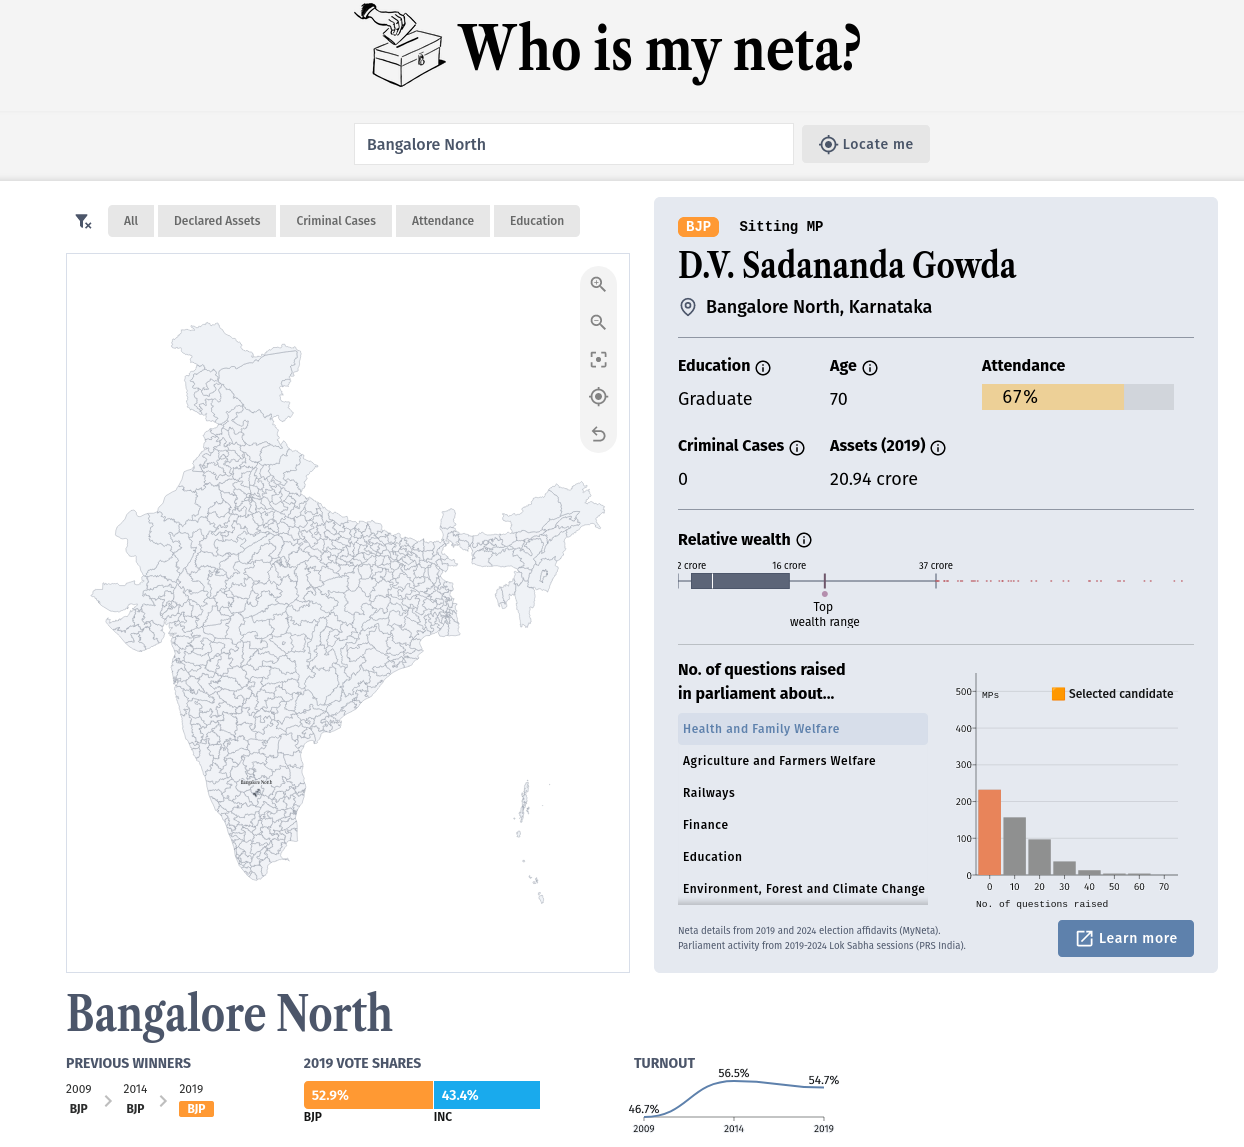 Who is my neta?
Bangalore North
Locate me
All
Declared Assets
Criminal Cases
Attendance
Education
Bangalore North
BJP Sitting MP
D.V. Sadananda Gowda
Bangalore North, Karnataka
Education Age Attendance
Graduate 70 67%
Criminal Cases Assets (2019)
0 20.94 crore
Relative wealth
2 crore 16 crore 37 crore
Top
wealth range
No. of questions raised
in parliament about...
Health and Family Welfare
Agriculture and Farmers Welfare
Railways
Finance
Education
Environment, Forest and Climate Change
MPs
Selected candidate
500
400
300
200
100
0
0 10 20 30 40 50 60 70
No. of questions raised
Neta details from 2019 and 2024 election affidavits (MyNeta).
Parliament activity from 2019-2024 Lok Sabha sessions (PRS India).
Learn more
Bangalore North
PREVIOUS WINNERS
2009 2014 2019
BJP BJP BJP
2019 VOTE SHARES
52.9% 43.4%
BJP INC
TURNOUT
46.7% 56.5% 54.7%
2009 2014 2019